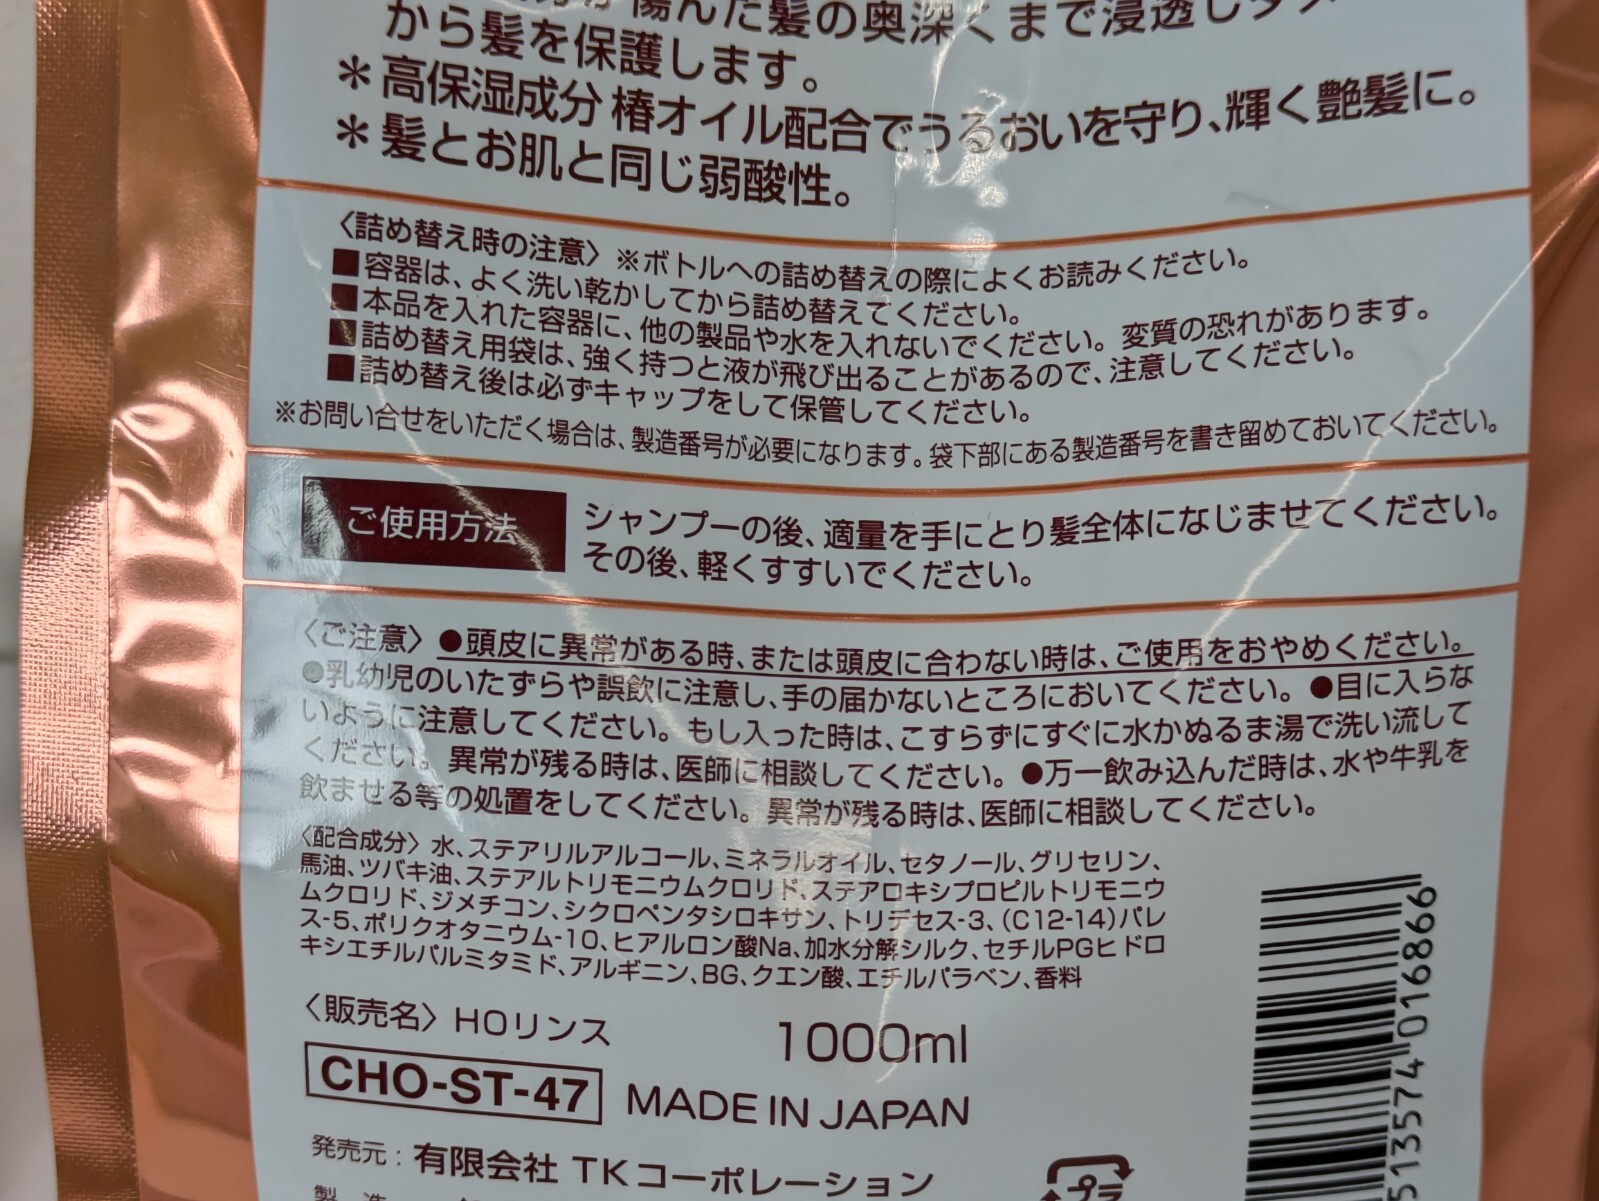 傷んだ髪の奥深くまで浸透しダメ
から髪を保護します。
＊高保湿成分 椿オイル配合でうるおいを守り、輝く艶髪に。
＊髪とお肌と同じ弱酸性。
〈詰め替え時の注意〉※ボトルへの詰め替えの際によくお読みください。
■容器は、よく洗い乾かしてから詰め替えてください。
■本品を入れた容器に、他の製品や水を入れないでください。変質の恐れがあります。
■詰め替え用袋は、強く持つと液が飛び出ることがあるので、注意してください。
■詰め替え後は必ずキャップをして保管してください。
※お問い合せをいただく場合は、製造番号が必要になります。袋下部にある製造番号を書き留めておいてください。
ご使用方法
シャンプーの後、適量を手にとり髪全体になじませてください。
その後、軽くすすいでください。
〈ご注意〉●頭皮に異常がある時、または頭皮に合わない時は、ご使用をおやめください。
●乳幼児のいたずらや誤飲に注意し、手の届かないところにおいてください。●目に入らな
いように注意してください。もし入った時は、こすらずにすぐに水かぬるま湯で洗い流して
ください。異常が残る時は、医師に相談してください。●万一飲み込んだ時は、水や牛乳を
飲ませる等の処置をしてください。異常が残る時は、医師に相談してください。
〈配合成分〉水、ステアリルアルコール、ミネラルオイル、セタノール、グリセリン、
馬油、ツバキ油、ステアルトリモニウムクロリド、ステアロキシプロピルトリモニウ
ムクロリド、ジメチコン、シクロペンタシロキサン、トリデセス-3、(C12-14)パレ
ス-5、ポリクオタニウム-10、ヒアルロン酸Na、加水分解シルク、セチルPGヒドロ
キシエチルパルミタミド、アルギニン、BG、クエン酸、エチルパラベン、香料
〈販売名〉HOリンス
1000ml
CHO-ST-47
MADE IN JAPAN
発売元：有限会社 TKコーポレーション
製 造
プラ
513574 016866